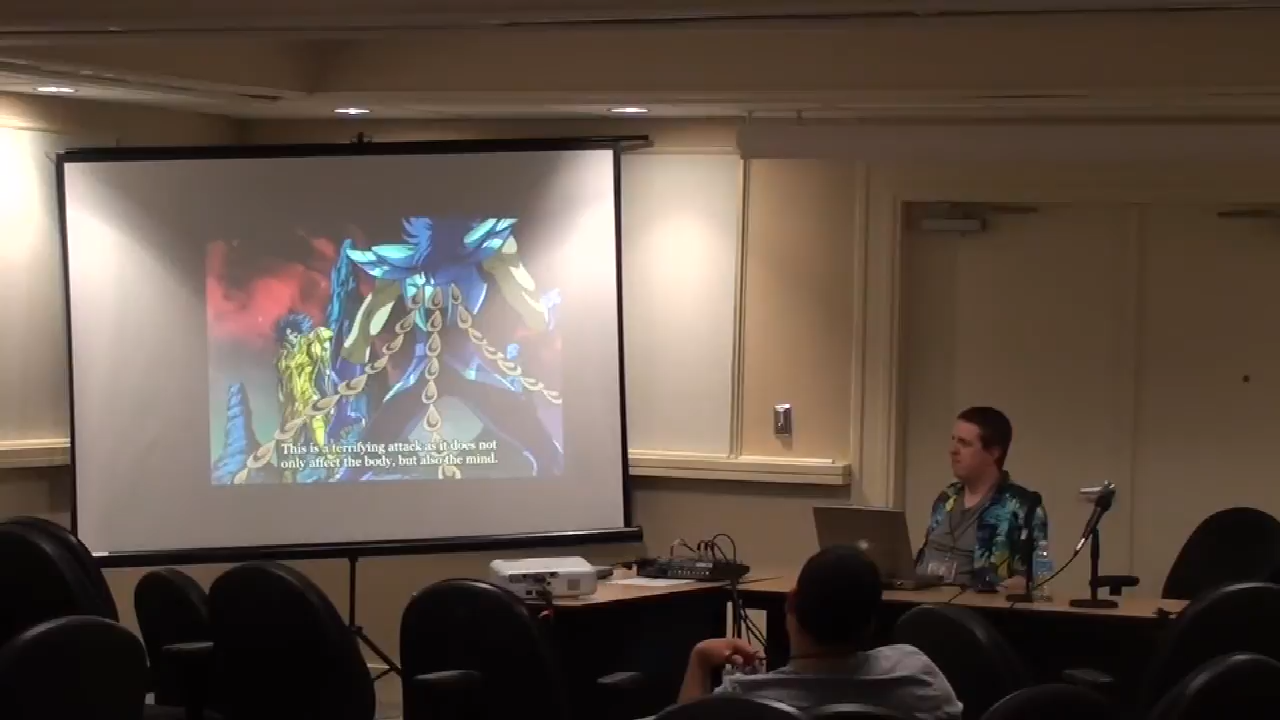 This is a terrifying attack as it does not
only affect the body, but also the mind.